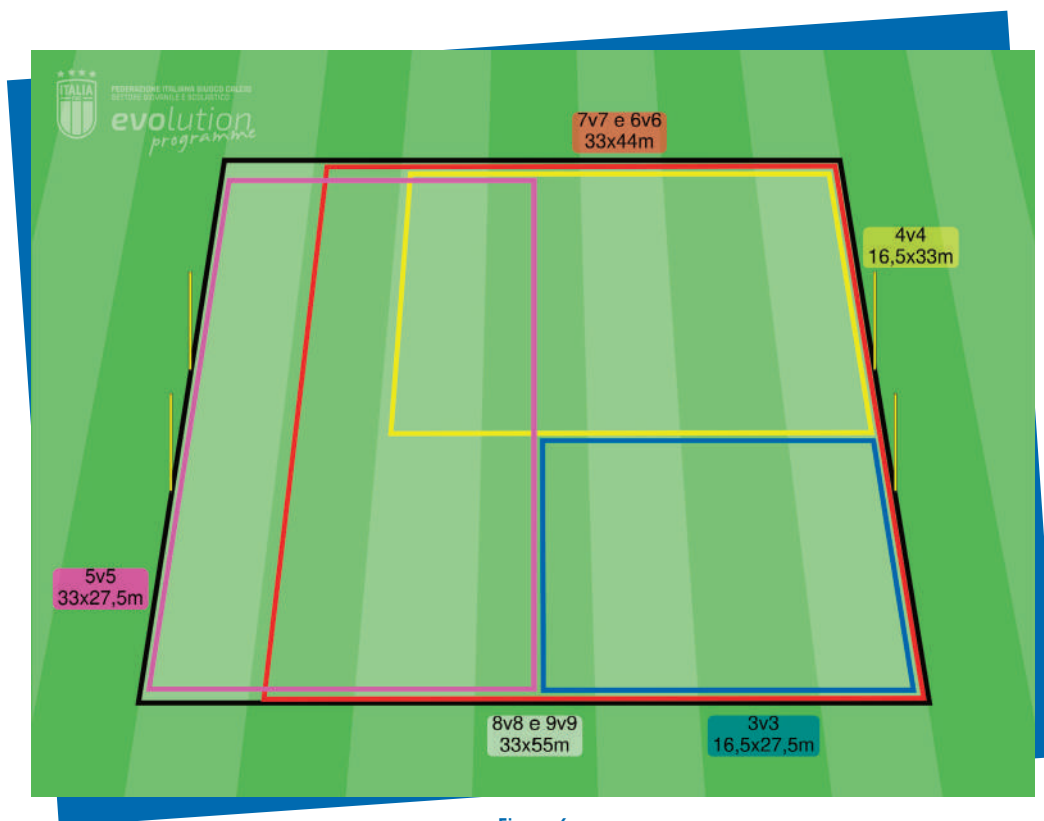 ITALIA
FEDERAZIONE ITALIANA GIUOCO CALCIO
SETTORE GIOVANILE E SCOLASTICO
evolution
programme
7v7 e 6v6
33x44m
4v4
16,5x33m
5v5
33x27,5m
8v8 e 9v9
33x55m
3v3
16,5x27,5m